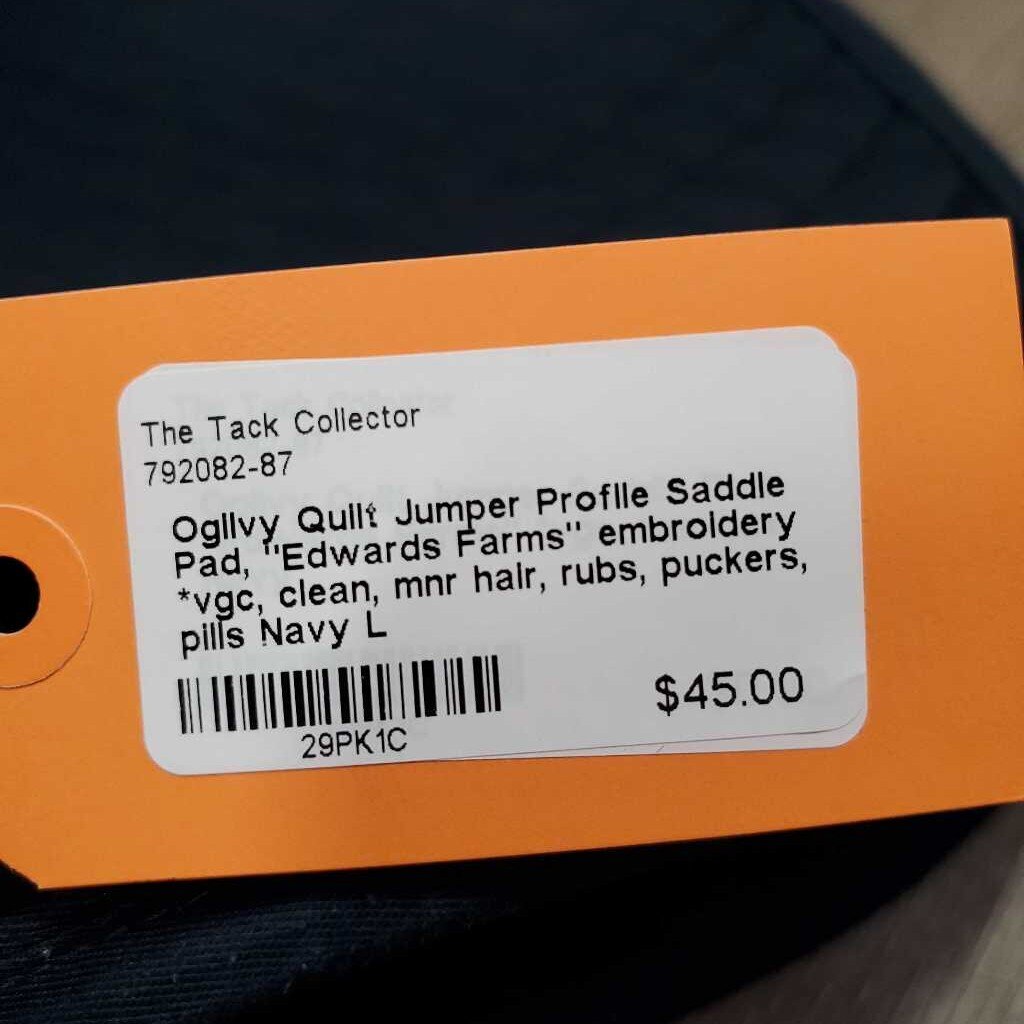 The Tack Collector
792082-87
Ogilvy Quilt Jumper Profile Saddle
Pad, "Edwards Farms" embroidery
*vgc, clean, mnr hair, rubs, puckers,
pills Navy L
29PK1C
$45.00